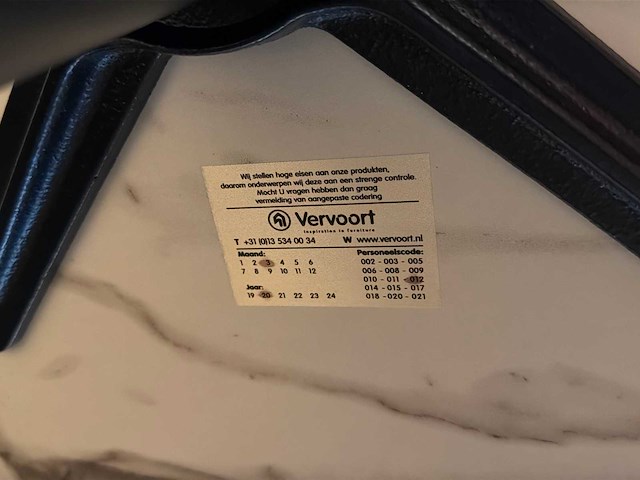 Wij stellen hoge eisen aan onze produkten,
daarom onderwerpen wij deze aan een strenge controle.
Mocht U vragen hebben dan graag
vermelding van aangepaste codering
Vervoort
Inspiration in furniture
T +31 (0)13 534 00 34 W www.vervoort.nl
Maand: Personeelscode:
1 2 3 4 5 6 002 - 003 - 005
7 8 9 10 11 12 006 - 008 - 009
010 - 011 - 012
Jaar: 014 - 015 - 017
19 20 21 22 23 24 018 - 020 - 021